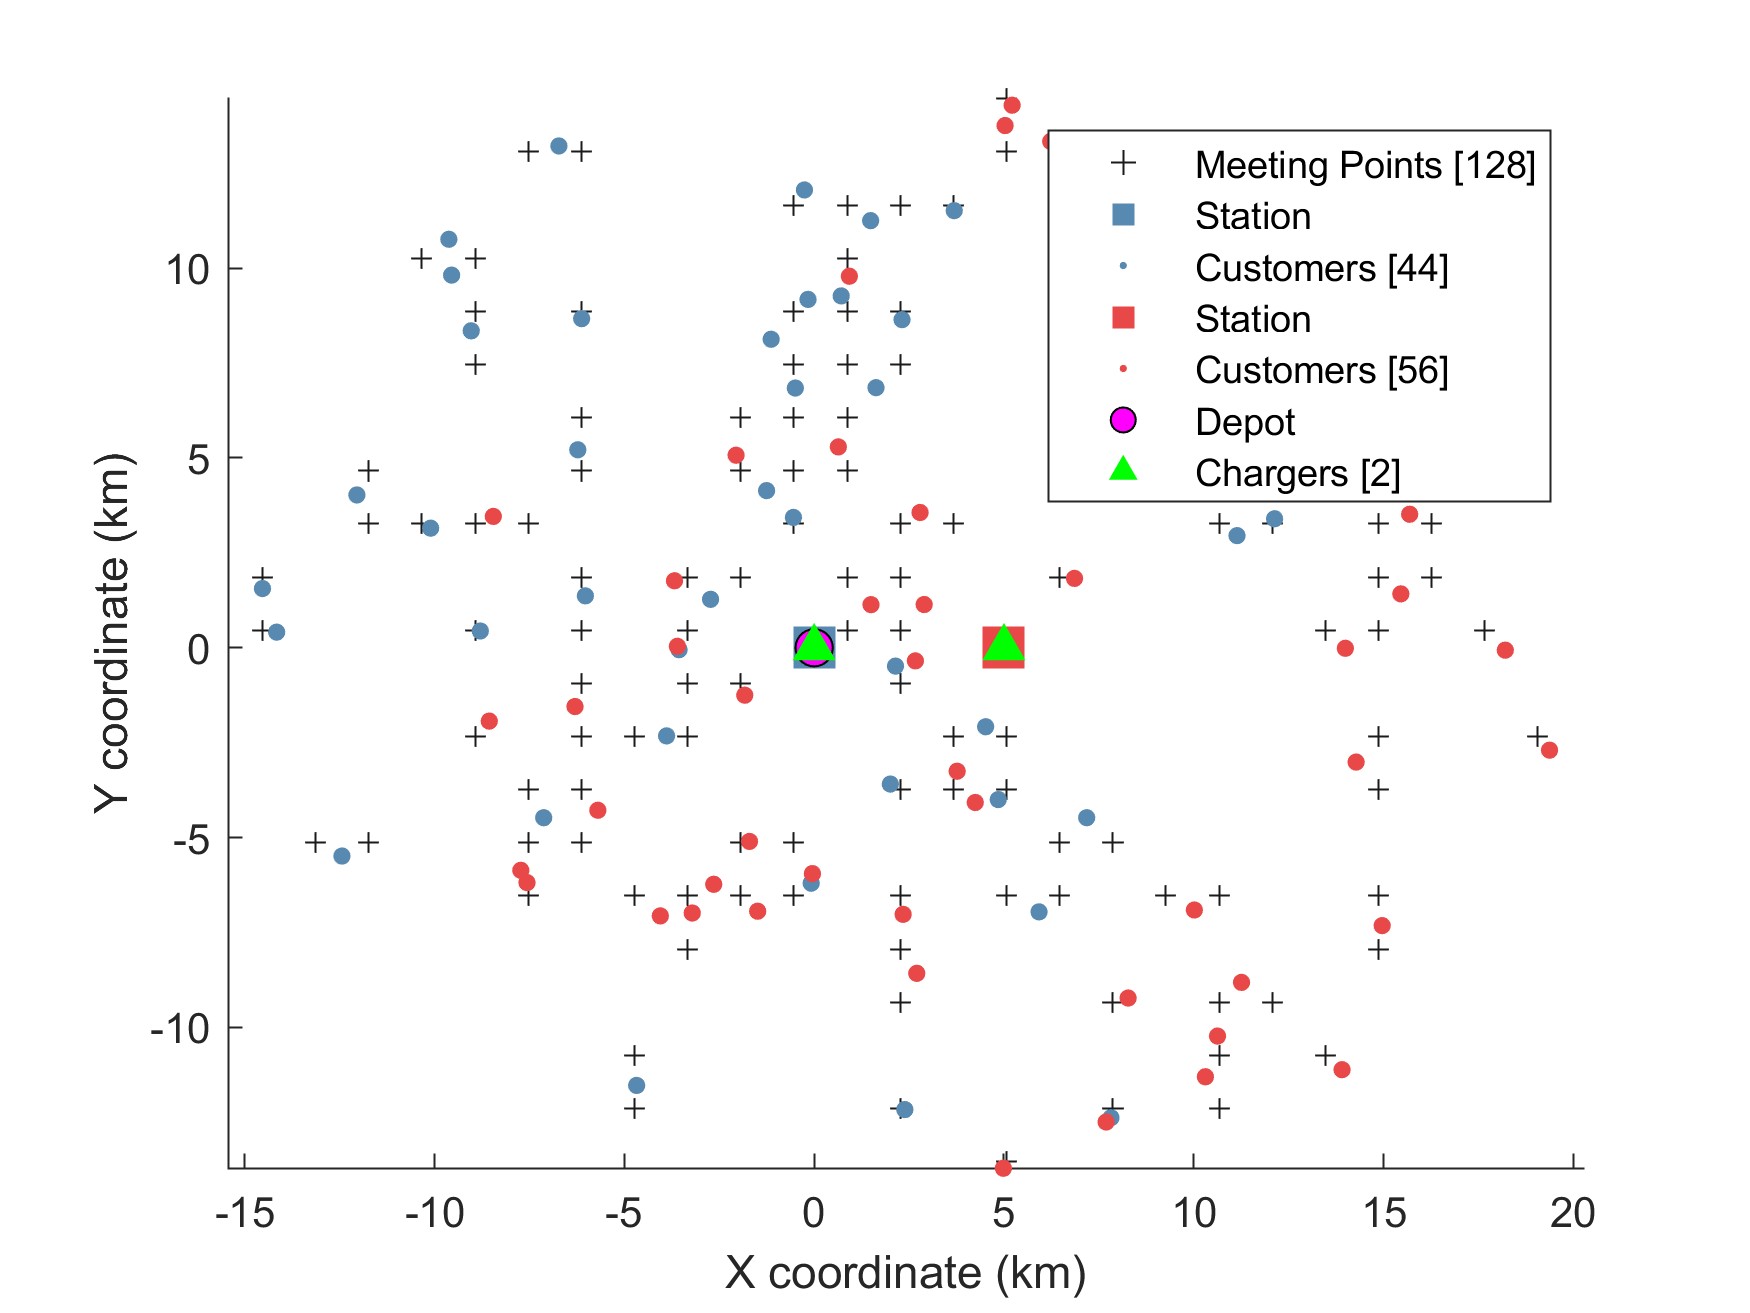 Meeting Points [128]
Station
Customers [44]
Station
Customers [56]
Depot
Chargers [2]
10
5
0
-5
-10
Y coordinate (km)
-15 -10 -5 0 5 10 15 20
X coordinate (km)